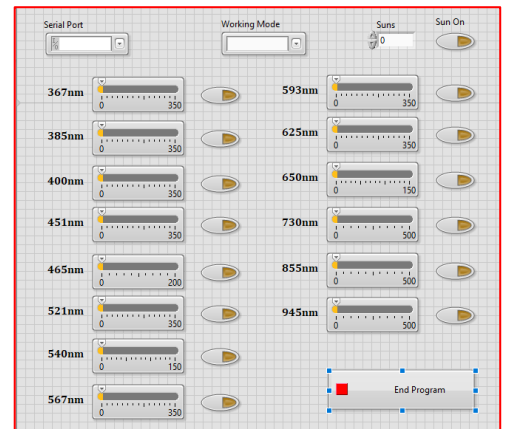 Serial Port
Working Mode
Suns
Sun On
0
367nm
0 350
385nm
0 350
400nm
0 350
451nm
0 350
465nm
0 200
521nm
0 350
540nm
0 150
567nm
0 350
593nm
0 350
625nm
0 350
650nm
0 150
730nm
0 500
855nm
0 500
945nm
0 500
End Program